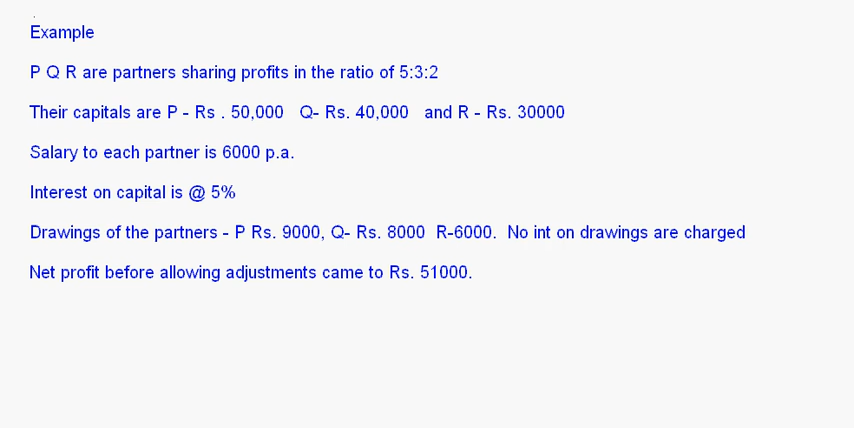 Example
P Q R are partners sharing profits in the ratio of 5:3:2
Their capitals are P - Rs . 50,000 Q- Rs. 40,000 and R - Rs. 30000
Salary to each partner is 6000 p.a.
Interest on capital is @ 5%
Drawings of the partners - P Rs. 9000, Q- Rs. 8000 R-6000. No int on drawings are charged
Net profit before allowing adjustments came to Rs. 51000.